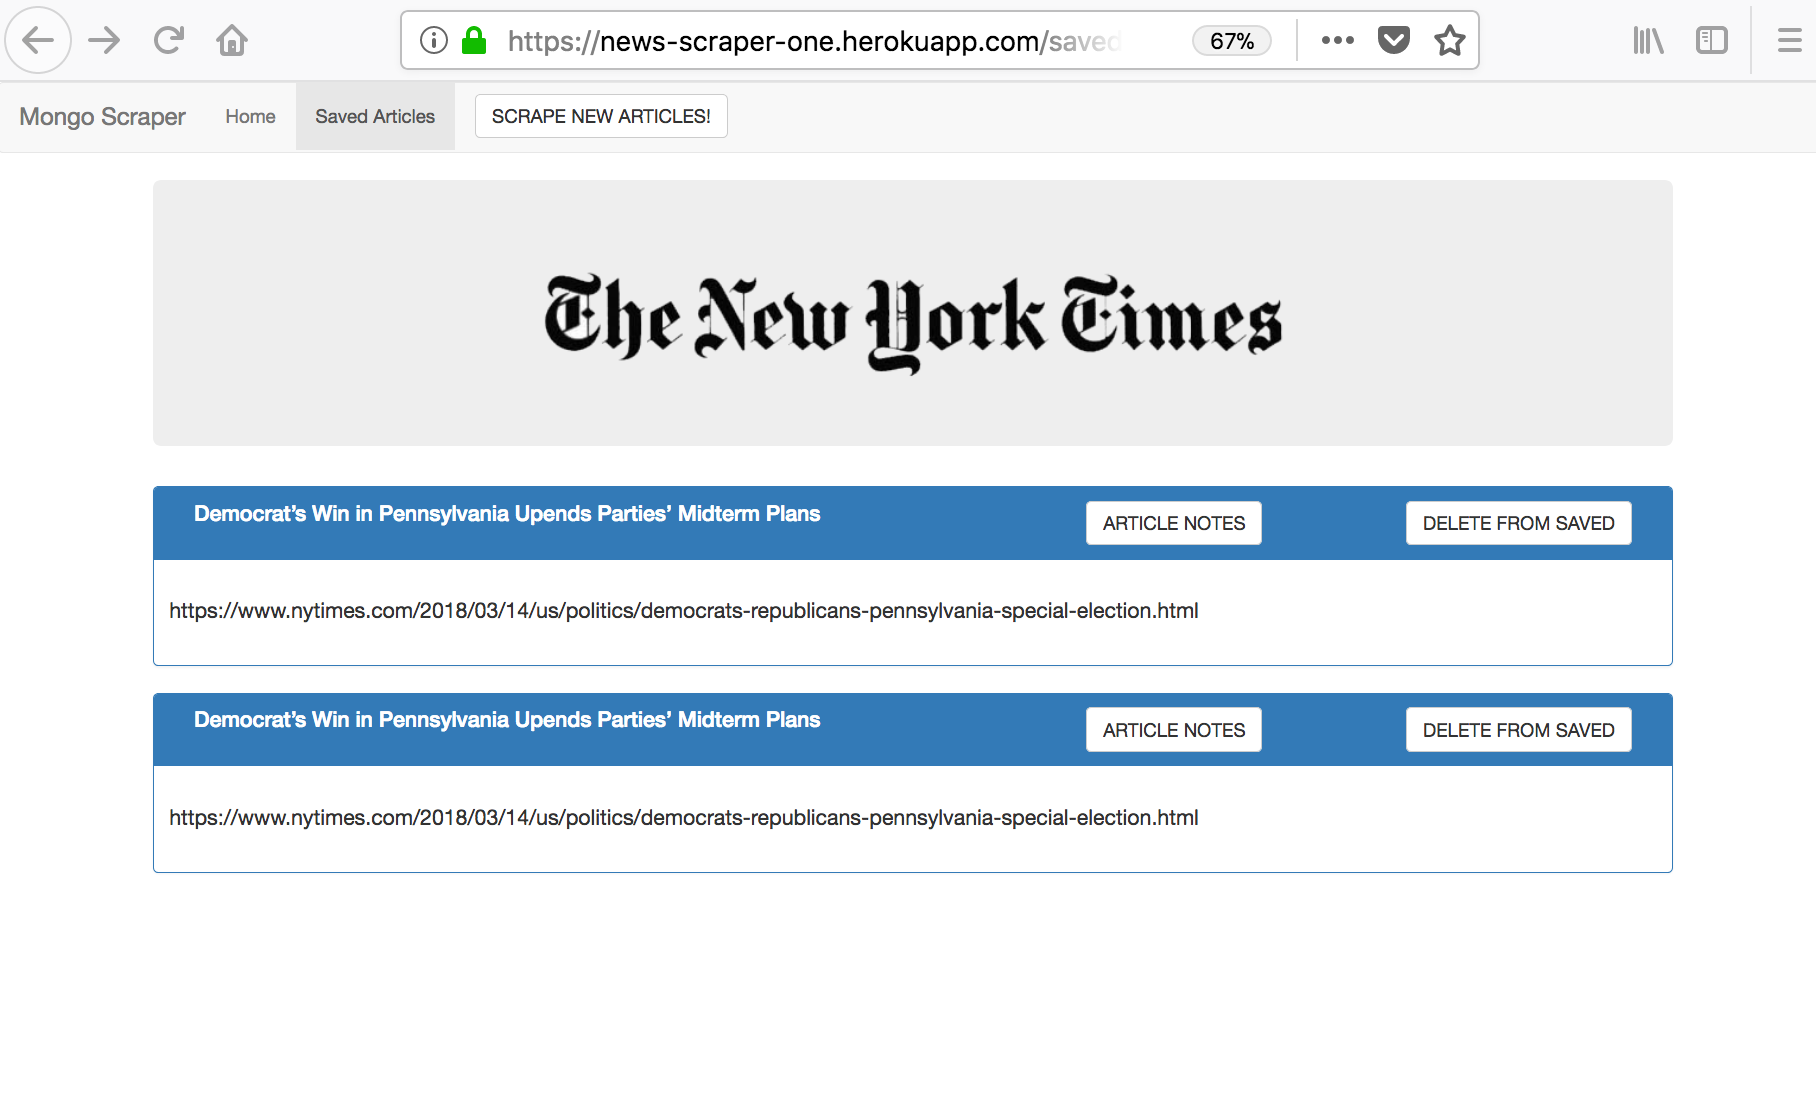 https://news-scraper-one.herokuapp.com/saved 67%
Mongo Scraper Home Saved Articles SCRAPE NEW ARTICLES!
The New York Times
Democrat’s Win in Pennsylvania Upends Parties’ Midterm Plans ARTICLE NOTES DELETE FROM SAVED
https://www.nytimes.com/2018/03/14/us/politics/democrats-republicans-pennsylvania-special-election.html
Democrat’s Win in Pennsylvania Upends Parties’ Midterm Plans ARTICLE NOTES DELETE FROM SAVED
https://www.nytimes.com/2018/03/14/us/politics/democrats-republicans-pennsylvania-special-election.html